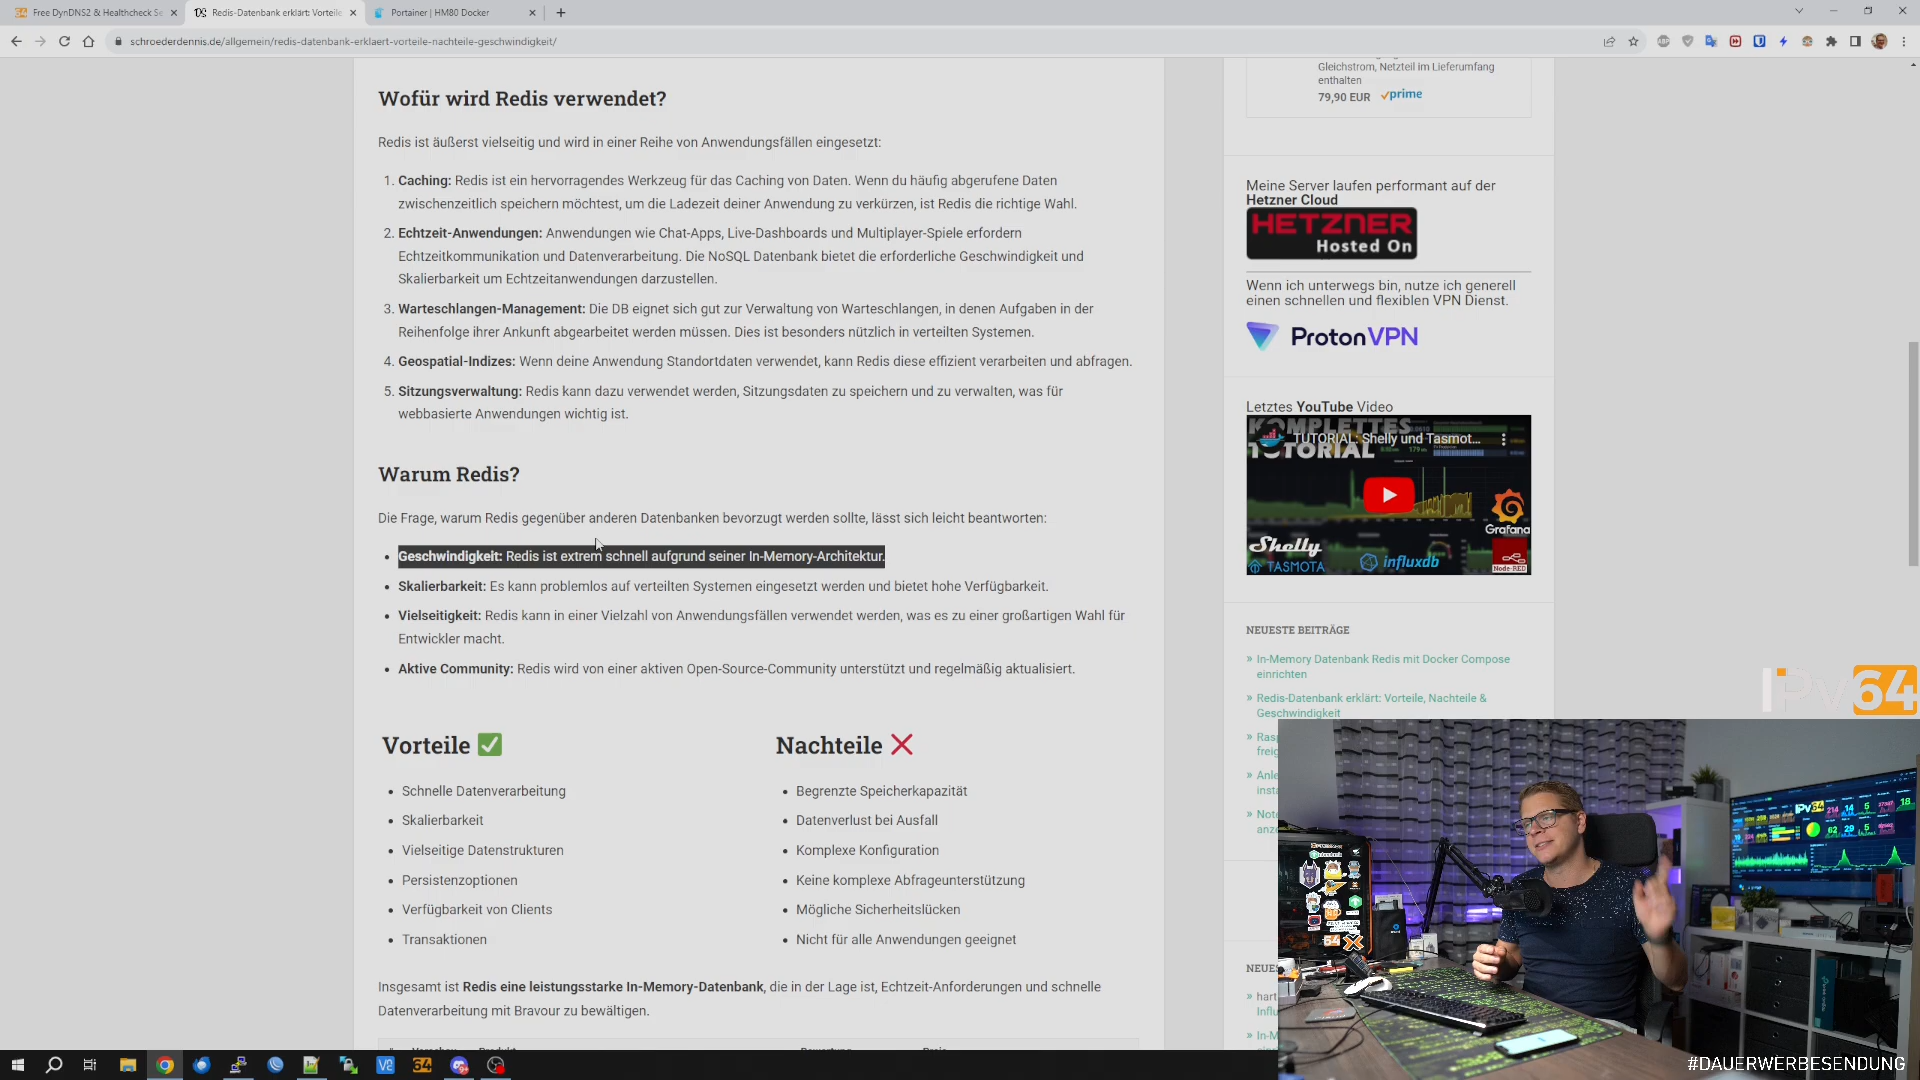 Free DynDNS2 & Healthcheck Se
Redis-Datenbank erklärt: Vorteile
Portainer | HM80 Docker
schroederdennis.de/allgemein/redis-datenbank-erklaert-vorteile-nachteile-geschwindigkeit/
Wofür wird Redis verwendet?
Redis ist äußerst vielseitig und wird in einer Reihe von Anwendungsfällen eingesetzt:
1. Caching: Redis ist ein hervorragendes Werkzeug für das Caching von Daten. Wenn du häufig abgerufene Daten
zwischenzeitlich speichern möchtest, um die Ladezeit deiner Anwendung zu verkürzen, ist Redis die richtige Wahl.
2. Echtzeit-Anwendungen: Anwendungen wie Chat-Apps, Live-Dashboards und Multiplayer-Spiele erfordern
Echtzeitkommunikation und Datenverarbeitung. Die NoSQL Datenbank bietet die erforderliche Geschwindigkeit und
Skalierbarkeit um Echtzeitanwendungen darzustellen.
3. Warteschlangen-Management: Die DB eignet sich gut zur Verwaltung von Warteschlangen, in denen Aufgaben in der
Reihenfolge ihrer Ankunft abgearbeitet werden müssen. Dies ist besonders nützlich in verteilten Systemen.
4. Geospatial-Indizes: Wenn deine Anwendung Standortdaten verwendet, kann Redis diese effizient verarbeiten und abfragen.
5. Sitzungsverwaltung: Redis kann dazu verwendet werden, Sitzungsdaten zu speichern und zu verwalten, was für
webbasierte Anwendungen wichtig ist.
Warum Redis?
Die Frage, warum Redis gegenüber anderen Datenbanken bevorzugt werden sollte, lässt sich leicht beantworten:
• Geschwindigkeit: Redis ist extrem schnell aufgrund seiner In-Memory-Architektur.
• Skalierbarkeit: Es kann problemlos auf verteilten Systemen eingesetzt werden und bietet hohe Verfügbarkeit.
• Vielseitigkeit: Redis kann in einer Vielzahl von Anwendungsfällen verwendet werden, was es zu einer großartigen Wahl für
Entwickler macht.
• Aktive Community: Redis wird von einer aktiven Open-Source-Community unterstützt und regelmäßig aktualisiert.
Vorteile
• Schnelle Datenverarbeitung
• Skalierbarkeit
• Vielseitige Datenstrukturen
• Persistenzoptionen
• Verfügbarkeit von Clients
• Transaktionen
Nachteile
• Begrenzte Speicherkapazität
• Datenverlust bei Ausfall
• Komplexe Konfiguration
• Keine komplexe Abfrageunterstützung
• Mögliche Sicherheitslücken
• Nicht für alle Anwendungen geeignet
Insgesamt ist Redis eine leistungsstarke In-Memory-Datenbank, die in der Lage ist, Echtzeit-Anforderungen und schnelle
Datenverarbeitung mit Bravour zu bewältigen.
Gleichstrom, Netzteil im Lieferumfang
enthalten
79,90 EUR prime
Meine Server laufen performant auf der
Hetzner Cloud
HETZNER
Hosted On
Wenn ich unterwegs bin, nutze ich generell
einen schnellen und flexiblen VPN Dienst.
ProtonVPN
Letztes YouTube Video
KOMPLETTES
TUTORIAL: Shelly und Tasmot...
TUTORIAL
Grafana
Shelly
TASMOTA
influxdb
Node-RED
NEUESTE BEITRÄGE
» In-Memory Datenbank Redis mit Docker Compose
einrichten
» Redis-Datenbank erklärt: Vorteile, Nachteile &
Geschwindigkeit
IPv64
#DAUERWERBESENDUNG